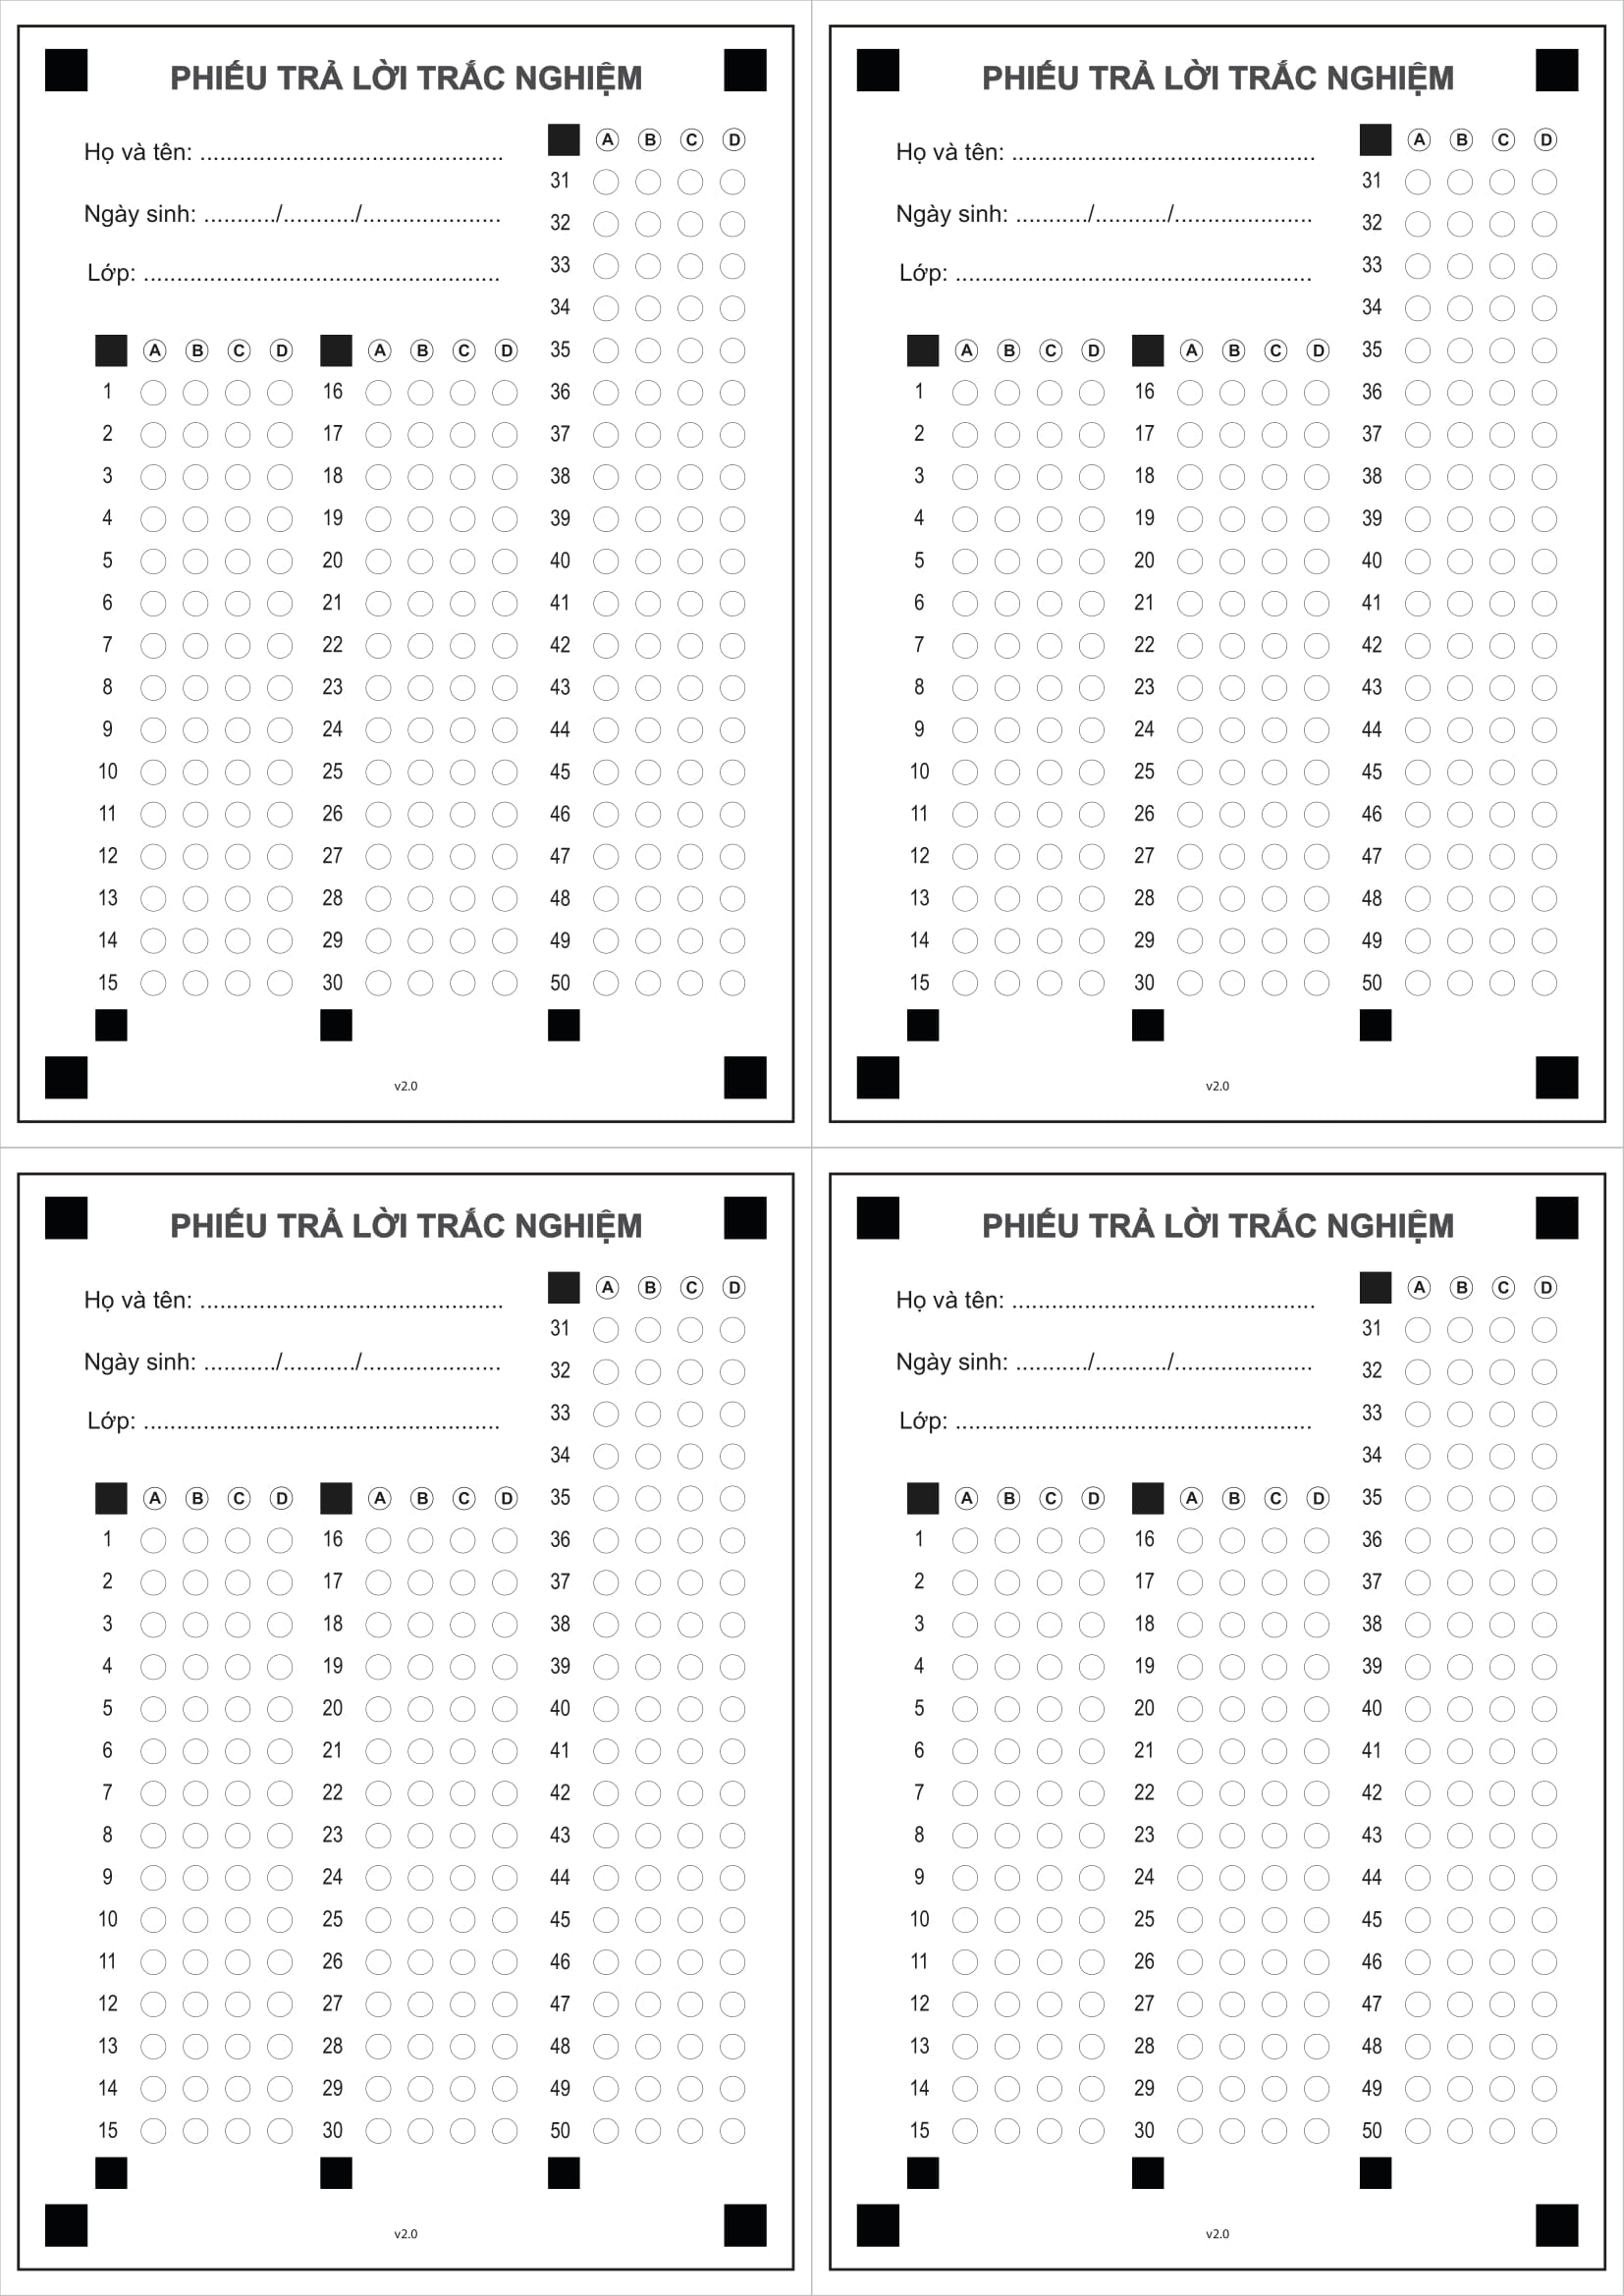 PHIẾU TRẢ LỜI TRẮC NGHIỆM
Họ và tên: ..............................................
A B C D
31
Ngày sinh: .........../.........../.....................
32
33
Lớp: ......................................................
34
A B C D A B C D 35
1 16 36
2 17 37
3 18 38
4 19 39
5 20 40
6 21 41
7 22 42
8 23 43
9 24 44
10 25 45
11 26 46
12 27 47
13 28 48
14 29 49
15 30 50
v2.0
PHIẾU TRẢ LỜI TRẮC NGHIỆM
Họ và tên: ..............................................
A B C D
31
Ngày sinh: .........../.........../.....................
32
33
Lớp: ......................................................
34
A B C D A B C D 35
1 16 36
2 17 37
3 18 38
4 19 39
5 20 40
6 21 41
7 22 42
8 23 43
9 24 44
10 25 45
11 26 46
12 27 47
13 28 48
14 29 49
15 30 50
v2.0
PHIẾU TRẢ LỜI TRẮC NGHIỆM
Họ và tên: ..............................................
A B C D
31
Ngày sinh: .........../.........../.....................
32
33
Lớp: ......................................................
34
A B C D A B C D 35
1 16 36
2 17 37
3 18 38
4 19 39
5 20 40
6 21 41
7 22 42
8 23 43
9 24 44
10 25 45
11 26 46
12 27 47
13 28 48
14 29 49
15 30 50
v2.0
PHIẾU TRẢ LỜI TRẮC NGHIỆM
Họ và tên: ..............................................
A B C D
31
Ngày sinh: .........../.........../.....................
32
33
Lớp: ......................................................
34
A B C D A B C D 35
1 16 36
2 17 37
3 18 38
4 19 39
5 20 40
6 21 41
7 22 42
8 23 43
9 24 44
10 25 45
11 26 46
12 27 47
13 28 48
14 29 49
15 30 50
v2.0